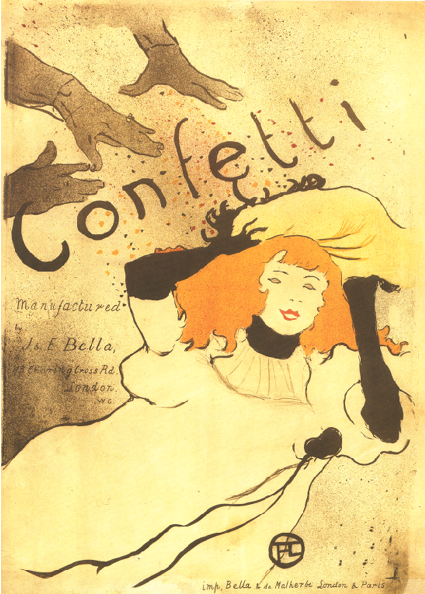 Confetti
Manufactured
by
J & E Bella,
Charing Cross Rd.
London.
W.C.
imp. Bella & de Malherbe London & Paris